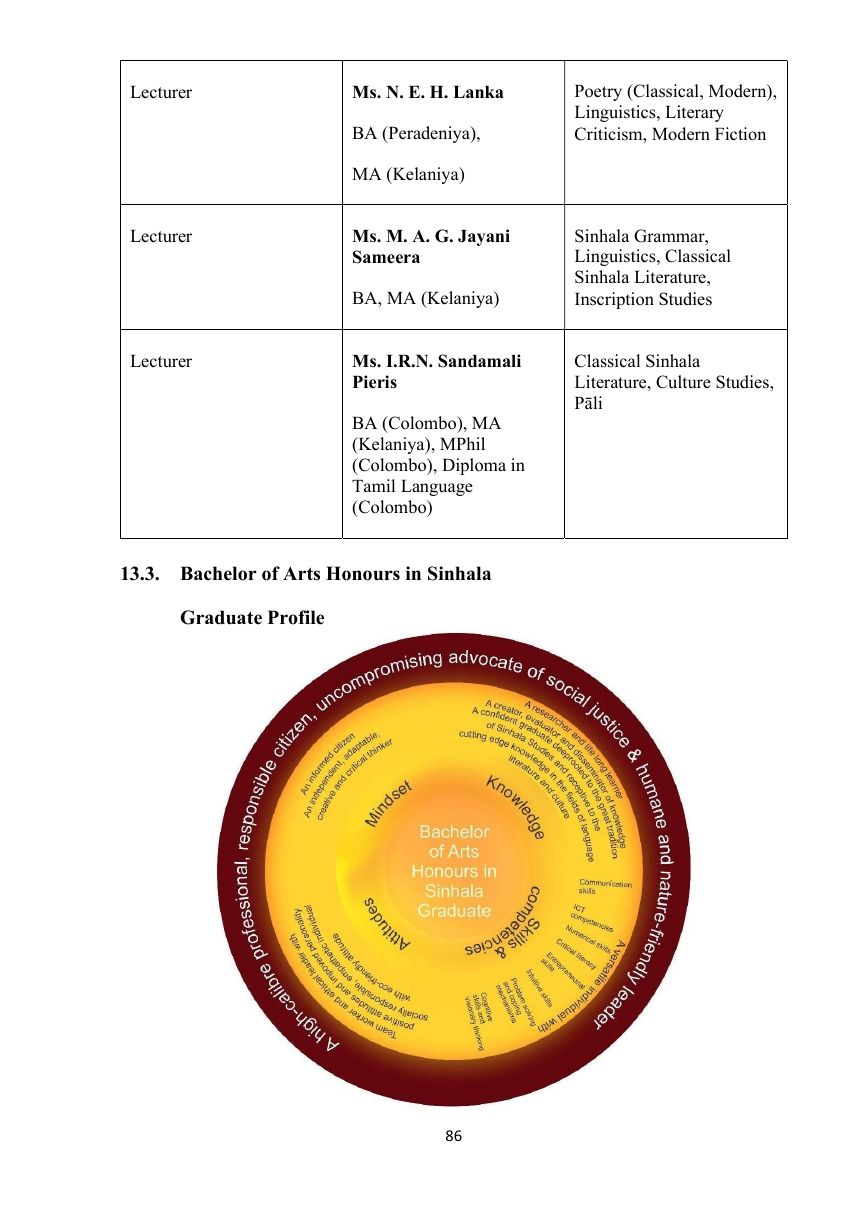 Lecturer
Ms. N. E. H. Lanka
BA (Peradeniya),
MA (Kelaniya)
Poetry (Classical, Modern),
Linguistics, Literary
Criticism, Modern Fiction
Lecturer
Ms. M. A. G. Jayani
Sameera
BA, MA (Kelaniya)
Sinhala Grammar,
Linguistics, Classical
Sinhala Literature,
Inscription Studies
Lecturer
Ms. I.R.N. Sandamali
Pieris
BA (Colombo), MA
(Kelaniya), MPhil
(Colombo), Diploma in
Tamil Language
(Colombo)
Classical Sinhala
Literature, Culture Studies,
Pāli
13.3. Bachelor of Arts Honours in Sinhala
Graduate Profile
A high-calibre professional, responsible citizen, uncompromising advocate of social justice & humane and nature-friendly leader
An informed citizen
An independent, adaptable,
creative and critical thinker
Mindset
A researcher and life long learner
A creator, evaluator and disseminator of knowledge
A confident graduate deeprooted to the great tradition
of Sinhala Studies and receptive to the
cutting edge knowledge in the fields of language
literature and culture
Knowledge
Bachelor
of Arts
Honours in
Sinhala
Graduate
Skills &
competencies
A versatile individual with
Communication
skills
ICT
competencies
Numerical skills
Critical literacy
Entrepreneurial
skills
Intuitive skills
Problem solving
and coping
mechanisms
Cognitive
skills and
visionary thinking
Attitudes
Team worker and ethical leader with
positive attitudes and unpoved personality
socially responsible, empathetic individual
with eco-friendly attitude
86